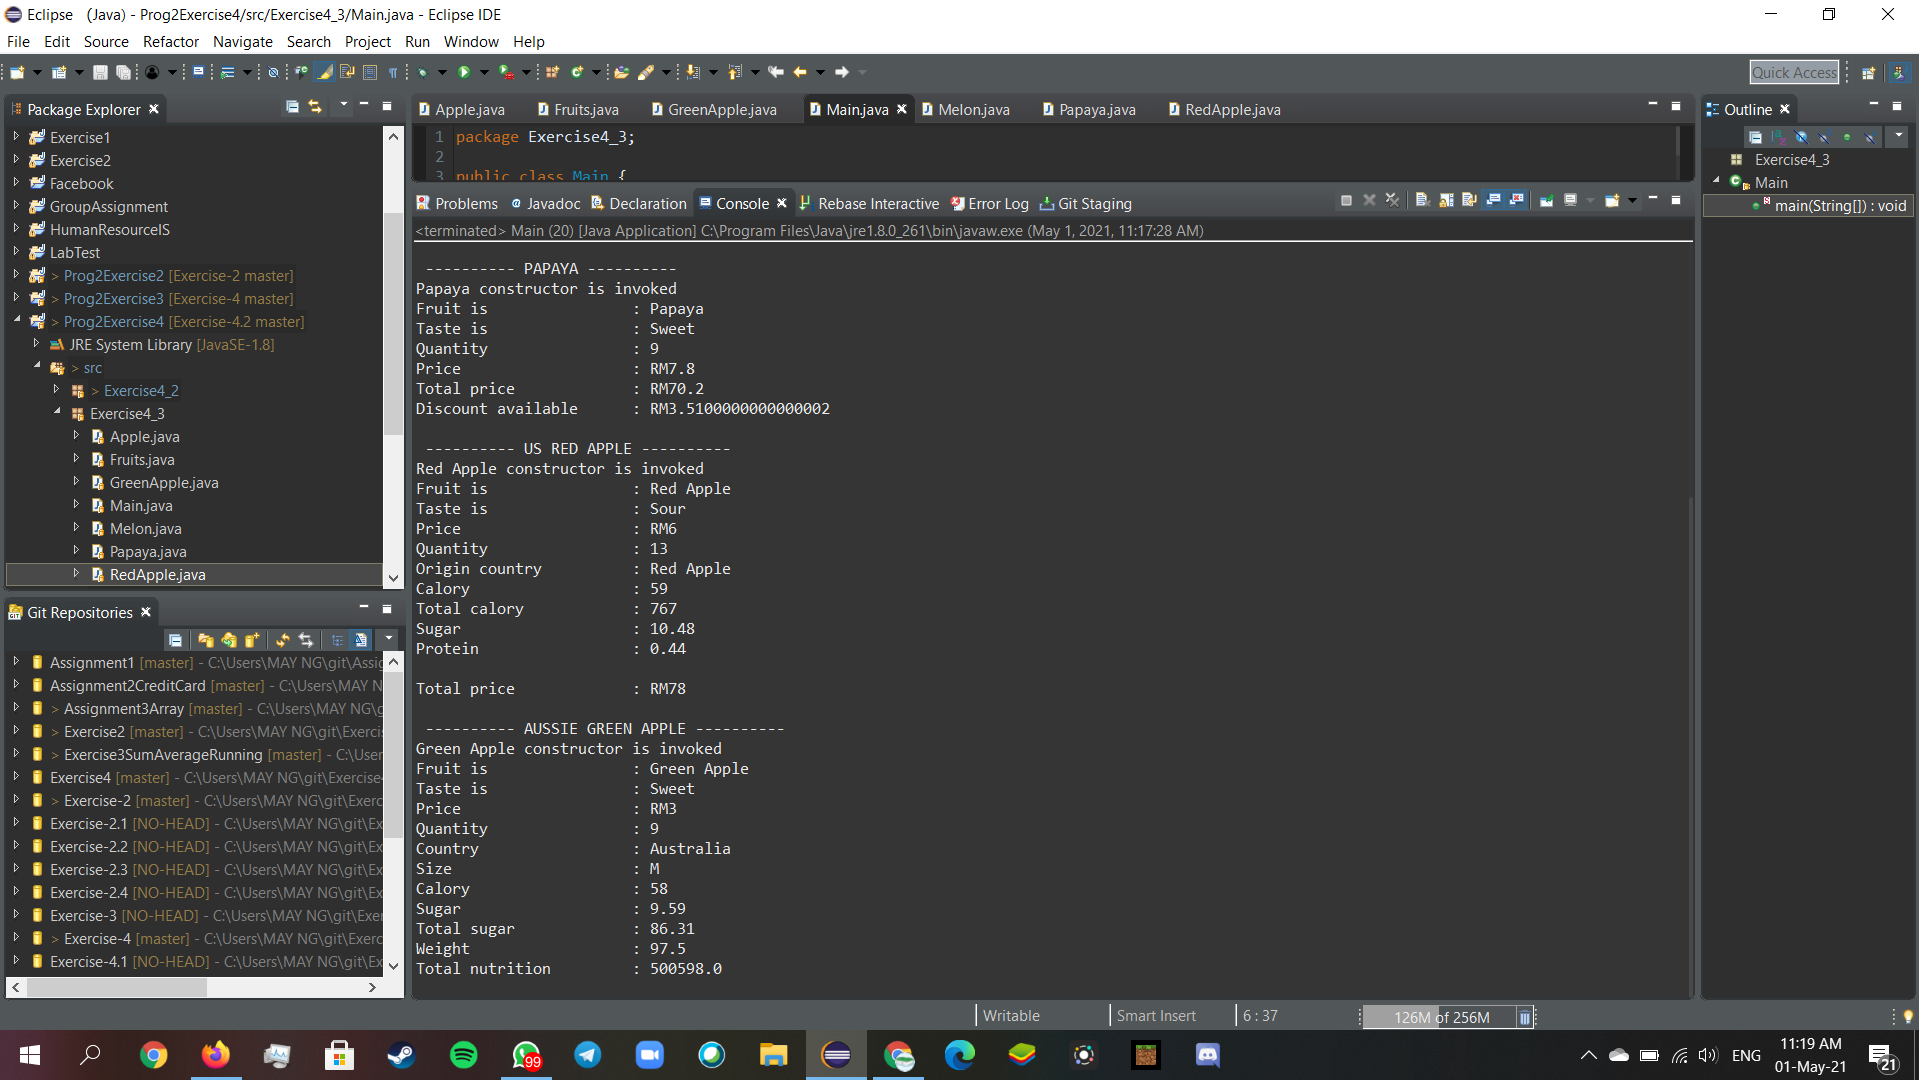 Eclipse (Java) - Prog2Exercise4/src/Exercise4_3/Main.java - Eclipse IDE
File Edit Source Refactor Navigate Search Project Run Window Help
Quick Access
Package Explorer
Exercise1
Exercise2
Facebook
GroupAssignment
HumanResourceIS
LabTest
> Prog2Exercise2 [Exercise-2 master]
> Prog2Exercise3 [Exercise-4 master]
> Prog2Exercise4 [Exercise-4.2 master]
JRE System Library [JavaSE-1.8]
> src
> Exercise4_2
Exercise4_3
Apple.java
Fruits.java
GreenApple.java
Main.java
Melon.java
Papaya.java
RedApple.java
Git Repositories
Assignment1 [master] - C:\Users\MAY NG\git\Assig
Assignment2CreditCard [master] - C:\Users\MAY N
> Assignment3Array [master] - C:\Users\MAY NG\g
> Exercise2 [master] - C:\Users\MAY NG\git\Exerci
> Exercise3SumAverageRunning [master] - C:\User
Exercise4 [master] - C:\Users\MAY NG\git\Exercise
> Exercise-2 [master] - C:\Users\MAY NG\git\Exerc
Exercise-2.1 [NO-HEAD] - C:\Users\MAY NG\git\Ex
Exercise-2.2 [NO-HEAD] - C:\Users\MAY NG\git\Ex
Exercise-2.3 [NO-HEAD] - C:\Users\MAY NG\git\Ex
Exercise-2.4 [NO-HEAD] - C:\Users\MAY NG\git\Ex
Exercise-3 [NO-HEAD] - C:\Users\MAY NG\git\Exer
> Exercise-4 [master] - C:\Users\MAY NG\git\Exerc
Exercise-4.1 [NO-HEAD] - C:\Users\MAY NG\git\Ex
Apple.java Fruits.java GreenApple.java Main.java Melon.java Papaya.java RedApple.java
1 package Exercise4_3;
2
3 public class Main {
Problems Javadoc Declaration Console Rebase Interactive Error Log Git Staging
<terminated> Main (20) [Java Application] C:\Program Files\Java\jre1.8.0_261\bin\javaw.exe (May 1, 2021, 11:17:28 AM)
---------- PAPAYA ----------
Papaya constructor is invoked
Fruit is : Papaya
Taste is : Sweet
Quantity : 9
Price : RM7.8
Total price : RM70.2
Discount available : RM3.5100000000000002
---------- US RED APPLE ----------
Red Apple constructor is invoked
Fruit is : Red Apple
Taste is : Sour
Price : RM6
Quantity : 13
Origin country : Red Apple
Calory : 59
Total calory : 767
Sugar : 10.48
Protein : 0.44
Total price : RM78
---------- AUSSIE GREEN APPLE ----------
Green Apple constructor is invoked
Fruit is : Green Apple
Taste is : Sweet
Price : RM3
Quantity : 9
Country : Australia
Size : M
Calory : 58
Sugar : 9.59
Total sugar : 86.31
Weight : 97.5
Total nutrition : 500598.0
Outline
Exercise4_3
Main
main(String[]) : void
Writable Smart Insert 6 : 37 126M of 256M
99
ENG
11:19 AM
01-May-21
21